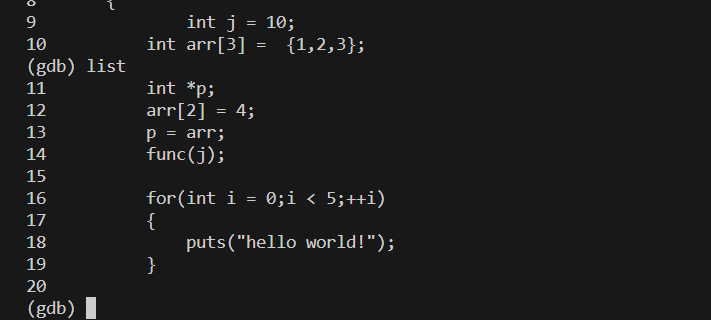 8 {
9 int j = 10;
10 int arr[3] = {1,2,3};
(gdb) list
11 int *p;
12 arr[2] = 4;
13 p = arr;
14 func(j);
15
16 for(int i = 0;i < 5;++i)
17 {
18 puts("hello world!");
19 }
20
(gdb)